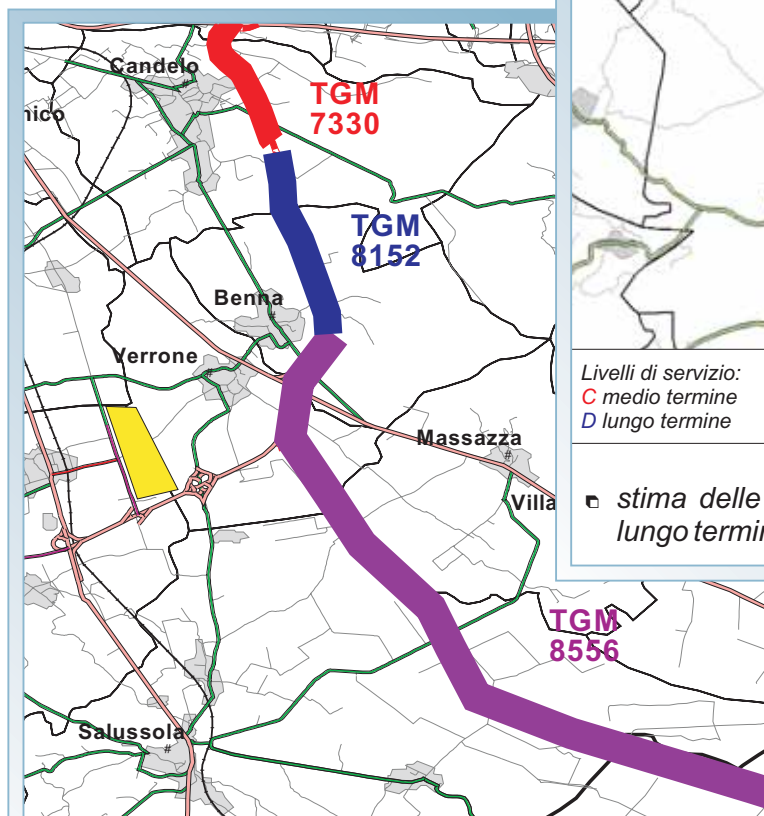 Candelo
nico
TGM
7330
TGM
8152
Benna
Verrone
Massazza
Villa
TGM
8556
Salussola
Livelli di servizio:
C medio termine
D lungo termine
stima delle
lungo termin